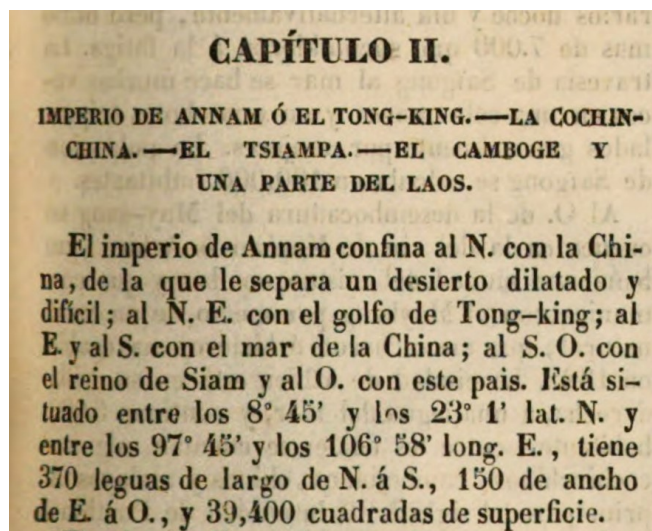 CAPÍTULO II.
IMPERIO DE ANNAM Ó EL TONG-KING.—LA COCHIN-
CHINA.—EL TSIAMPA.—EL CAMBOGE Y
UNA PARTE DEL LAOS.
El imperio de Annam confina al N. con la Chi-
na, de la que le separa un desierto dilatado y
difícil; al N. E. con el golfo de Tong-king; al
E. y al S. con el mar de la China; al S. O. con
el reino de Siam y al O. con este pais. Está si-
tuado entre los 8° 45' y los 23° 1' lat. N. y
entre los 97° 45' y los 106° 58' long. E., tiene
370 leguas de largo de N. á S., 150 de ancho
de E. á O., y 39,400 cuadradas de superficie.